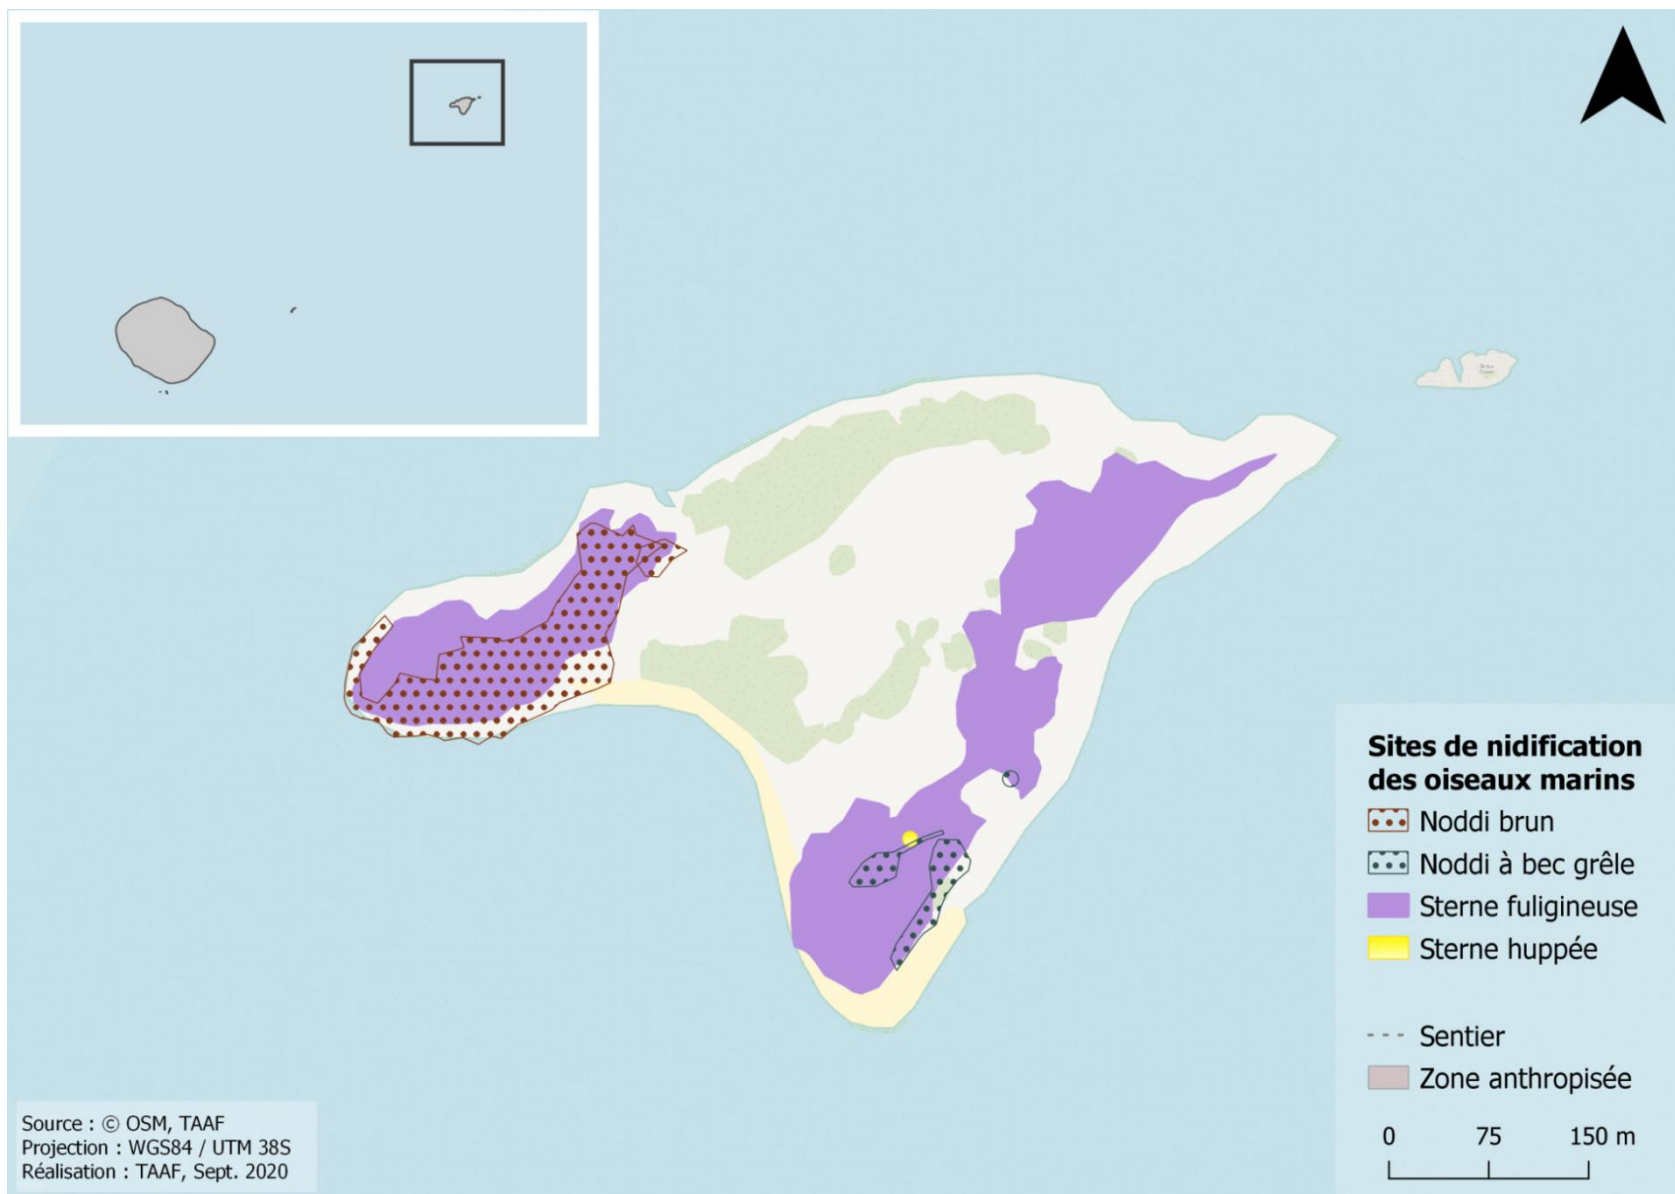 Sites de nidification
des oiseaux marins
Noddi brun
Noddi à bec grêle
Sterne fuligineuse
Sterne huppée
Sentier
Zone anthropisée
0 75 150 m
Source : © OSM, TAAF
Projection : WGS84 / UTM 38S
Réalisation : TAAF, Sept. 2020